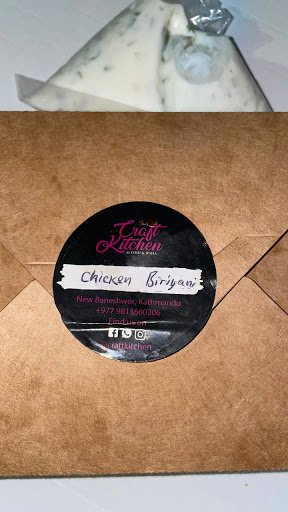 Craft
Kitchen
Chicken Biriyani
New Baneshwor, Kathmandu
+977 9813660306
Find us on
craftkitchen